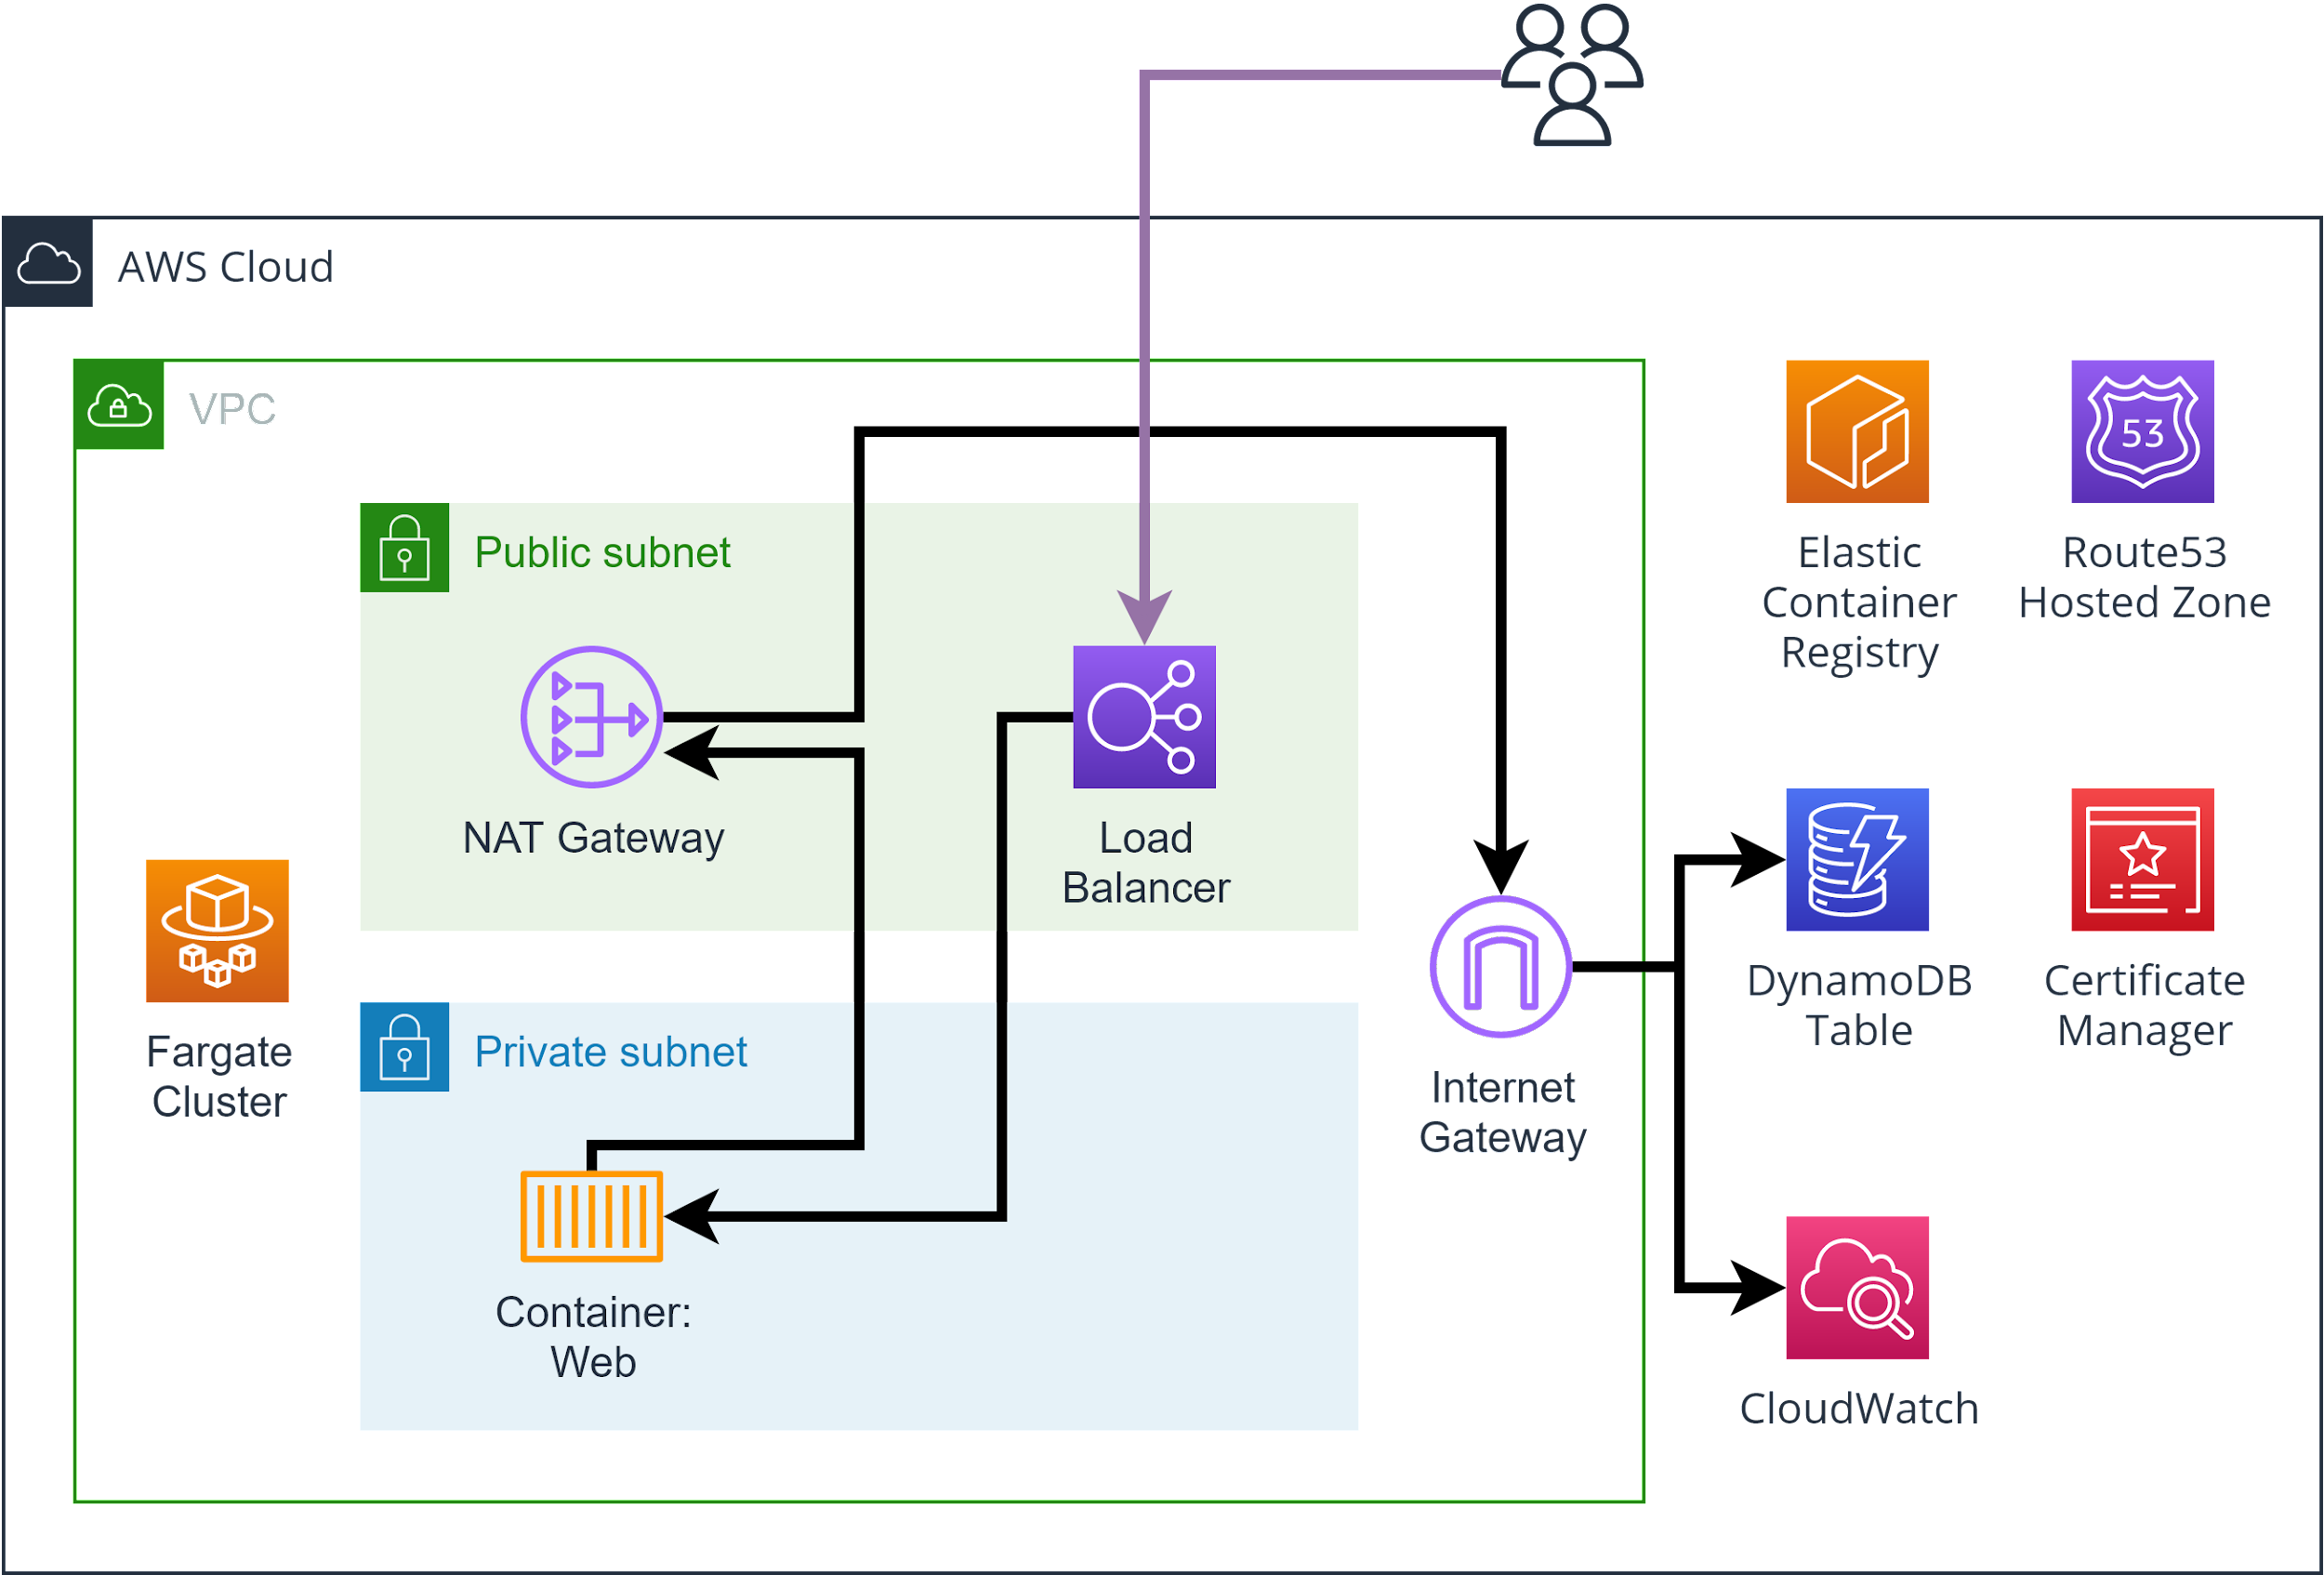 AWS Cloud
VPC
Public subnet
NAT Gateway
Load
Balancer
Fargate
Cluster
Private subnet
Container:
Web
Internet
Gateway
Elastic
Container
Registry
53
Route53
Hosted Zone
DynamoDB
Table
Certificate
Manager
CloudWatch